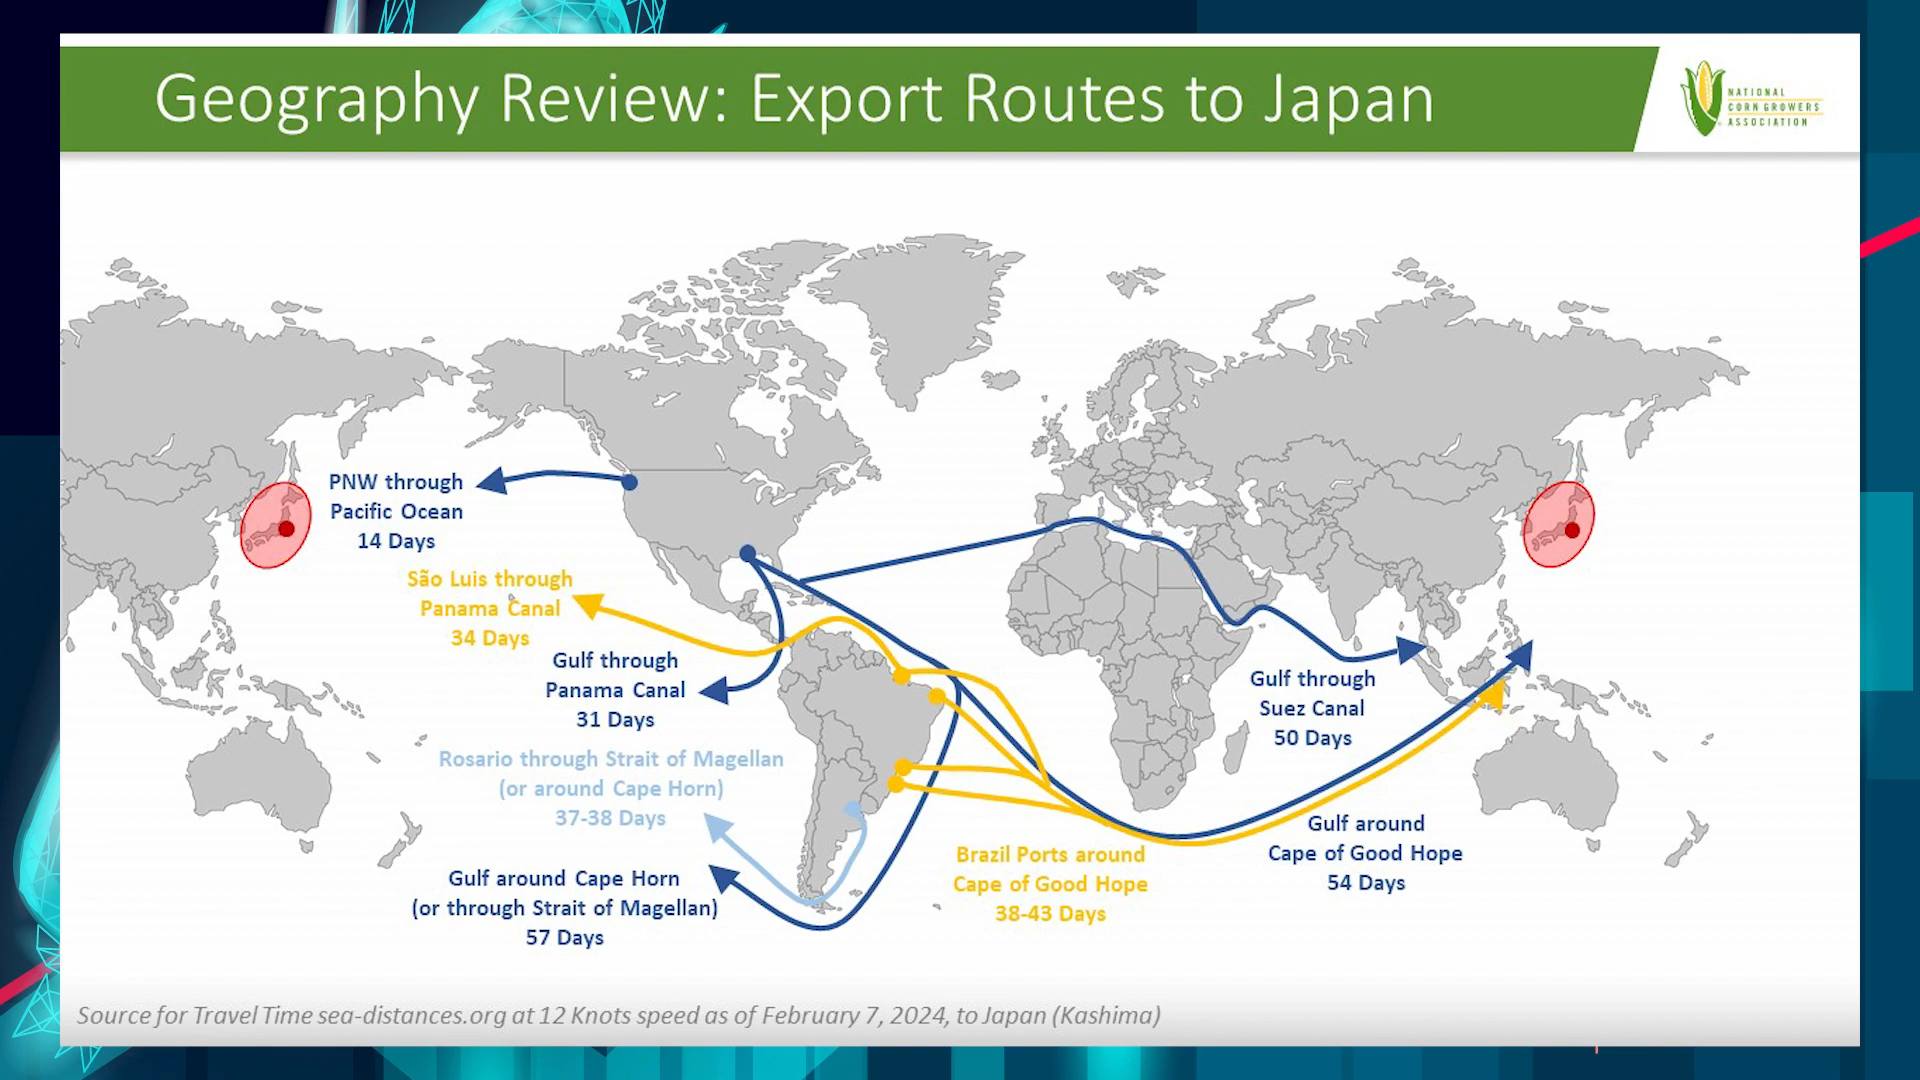 Geography Review: Export Routes to Japan
NATIONAL
CORN GROWERS
ASSOCIATION
PNW through
Pacific Ocean
14 Days
São Luis through
Panama Canal
34 Days
Gulf through
Panama Canal
31 Days
Rosario through Strait of Magellan
(or around Cape Horn)
37-38 Days
Gulf around Cape Horn
(or through Strait of Magellan)
57 Days
Brazil Ports around
Cape of Good Hope
38-43 Days
Gulf through
Suez Canal
50 Days
Gulf around
Cape of Good Hope
54 Days
Source for Travel Time sea-distances.org at 12 Knots speed as of February 7, 2024, to Japan (Kashima)